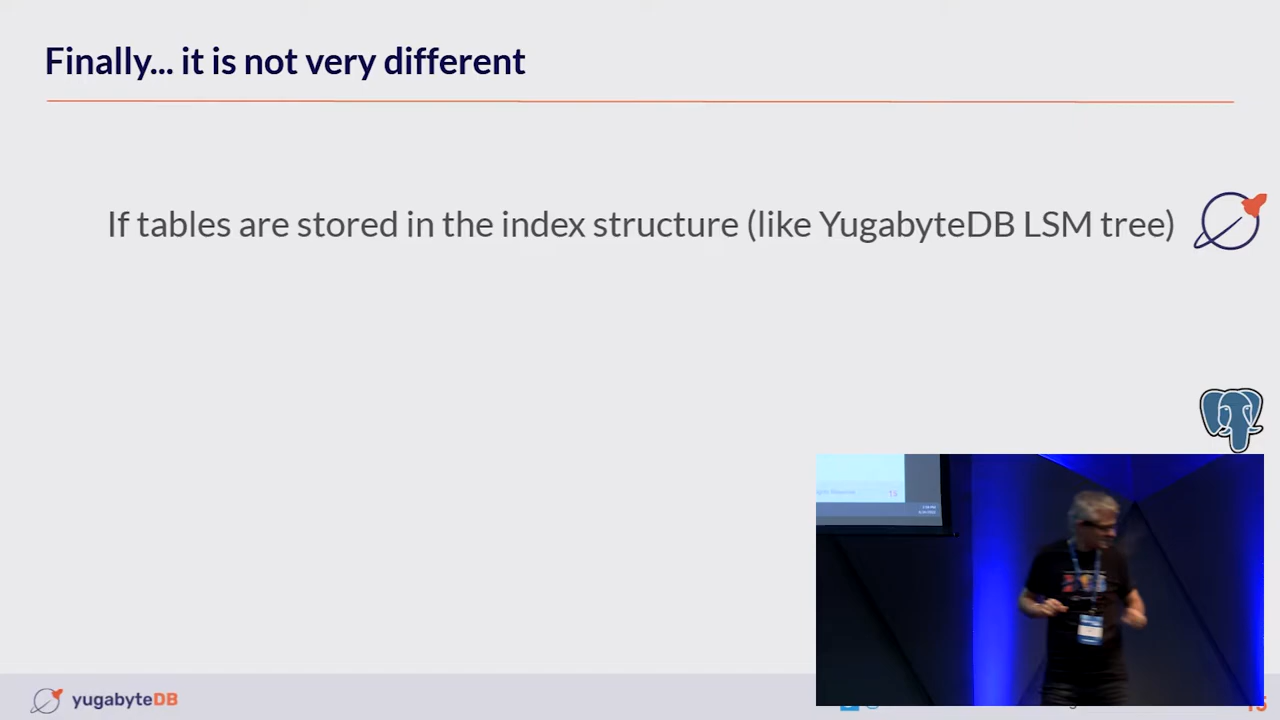 Finally... it is not very different
If tables are stored in the index structure (like YugabyteDB LSM tree)
yugabyteDB
15